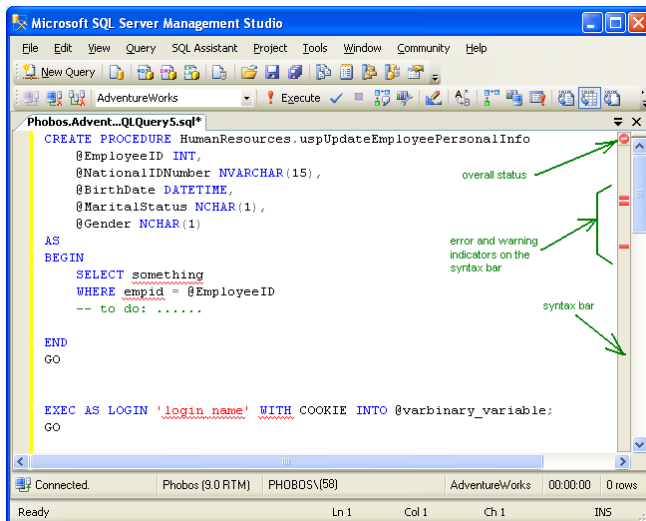 Microsoft SQL Server Management Studio
File Edit View Query SQL Assistant Project Tools Window Community Help
New Query
AdventureWorks Execute
Phobos.Advent...QLQuery5.sql*
CREATE PROCEDURE HumanResources.uspUpdateEmployeePersonalInfo
@EmployeeID INT,
@NationalIDNumber NVARCHAR(15),
overall status
@BirthDate DATETIME,
@MaritalStatus NCHAR(1),
@Gender NCHAR(1)
AS
error and warning
BEGIN
indicators on the
syntax bar
SELECT something
WHERE empid = @EmployeeID
-- to do: ......
syntax bar
END
GO
EXEC AS LOGIN 'login name' WITH COOKIE INTO @varbinary_variable;
GO
Connected. Phobos (9.0 RTM) PHOBOS\(58) AdventureWorks 00:00:00 0 rows
Ready Ln 1 Col 1 Ch 1 INS